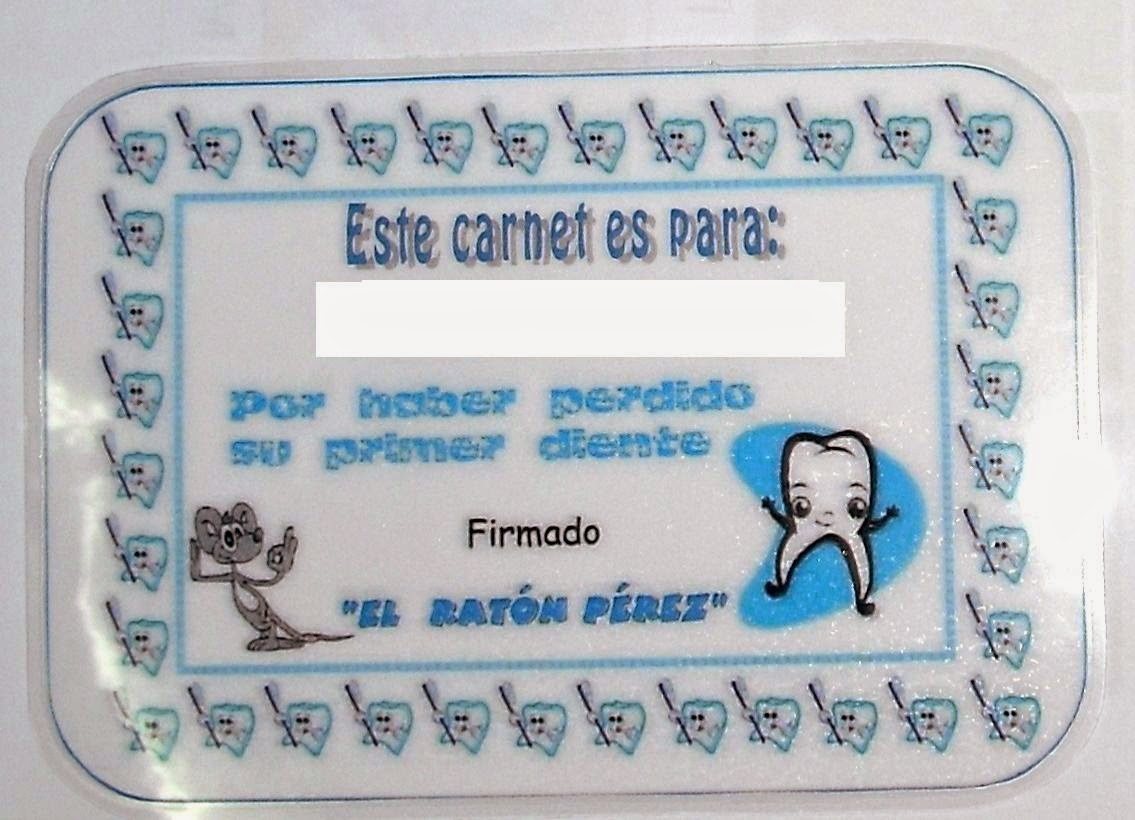 Este carnet es para:
Por haber perdido
su primer diente
Firmado
"EL RATÓN PÉREZ"